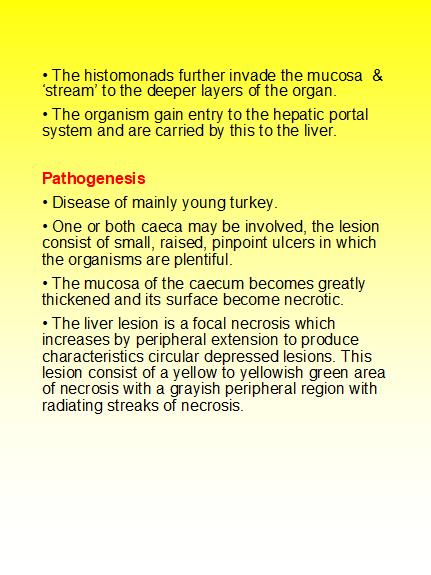 • The histomonads further invade the mucosa  &
‘stream’ to the deeper layers of the organ.
• The organism gain entry to the hepatic portal
system and are carried by this to the liver.
Pathogenesis
• Disease of mainly young turkey.
• One or both caeca may be involved, the lesion
consist of small, raised, pinpoint ulcers in which
the organisms are plentiful.
• The mucosa of the caecum becomes greatly
thickened and its surface become necrotic.
• The liver lesion is a focal necrosis which
increases by peripheral extension to produce
characteristics circular depressed lesions. This
lesion consist of a yellow to yellowish green area
of necrosis with a grayish peripheral region with
radiating streaks of necrosis.